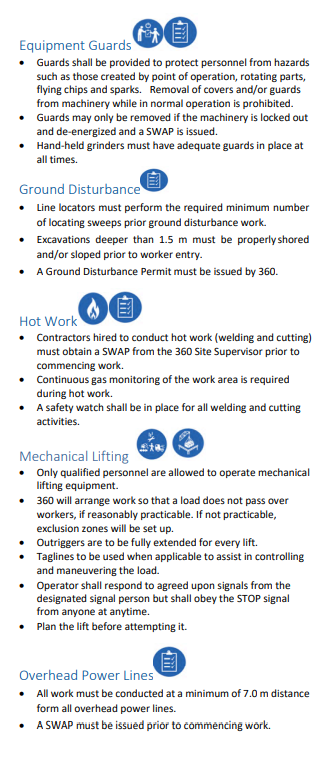 Equipment Guards
• Guards shall be provided to protect personnel from hazards
such as those created by point of operation, rotating parts,
flying chips and sparks. Removal of covers and/or guards
from machinery while in normal operation is prohibited.
• Guards may only be removed if the machinery is locked out
and de-energized and a SWAP is issued.
• Hand-held grinders must have adequate guards in place at
all times.
Ground Disturbance
• Line locators must perform the required minimum number
of locating sweeps prior ground disturbance work.
• Excavations deeper than 1.5 m must be properly shored
and/or sloped prior to worker entry.
• A Ground Disturbance Permit must be issued by 360.
Hot Work
• Contractors hired to conduct hot work (welding and cutting)
must obtain a SWAP from the 360 Site Supervisor prior to
commencing work.
• Continuous gas monitoring of the work area is required
during hot work.
• A safety watch shall be in place for all welding and cutting
activities.
Mechanical Lifting
• Only qualified personnel are allowed to operate mechanical
lifting equipment.
• 360 will arrange work so that a load does not pass over
workers, if reasonably practicable. If not practicable,
exclusion zones will be set up.
• Outriggers are to be fully extended for every lift.
• Taglines to be used when applicable to assist in controlling
and maneuvering the load.
• Operator shall respond to agreed upon signals from the
designated signal person but shall obey the STOP signal
from anyone at anytime.
• Plan the lift before attempting it.
Overhead Power Lines
• All work must be conducted at a minimum of 7.0 m distance
form all overhead power lines.
• A SWAP must be issued prior to commencing work.